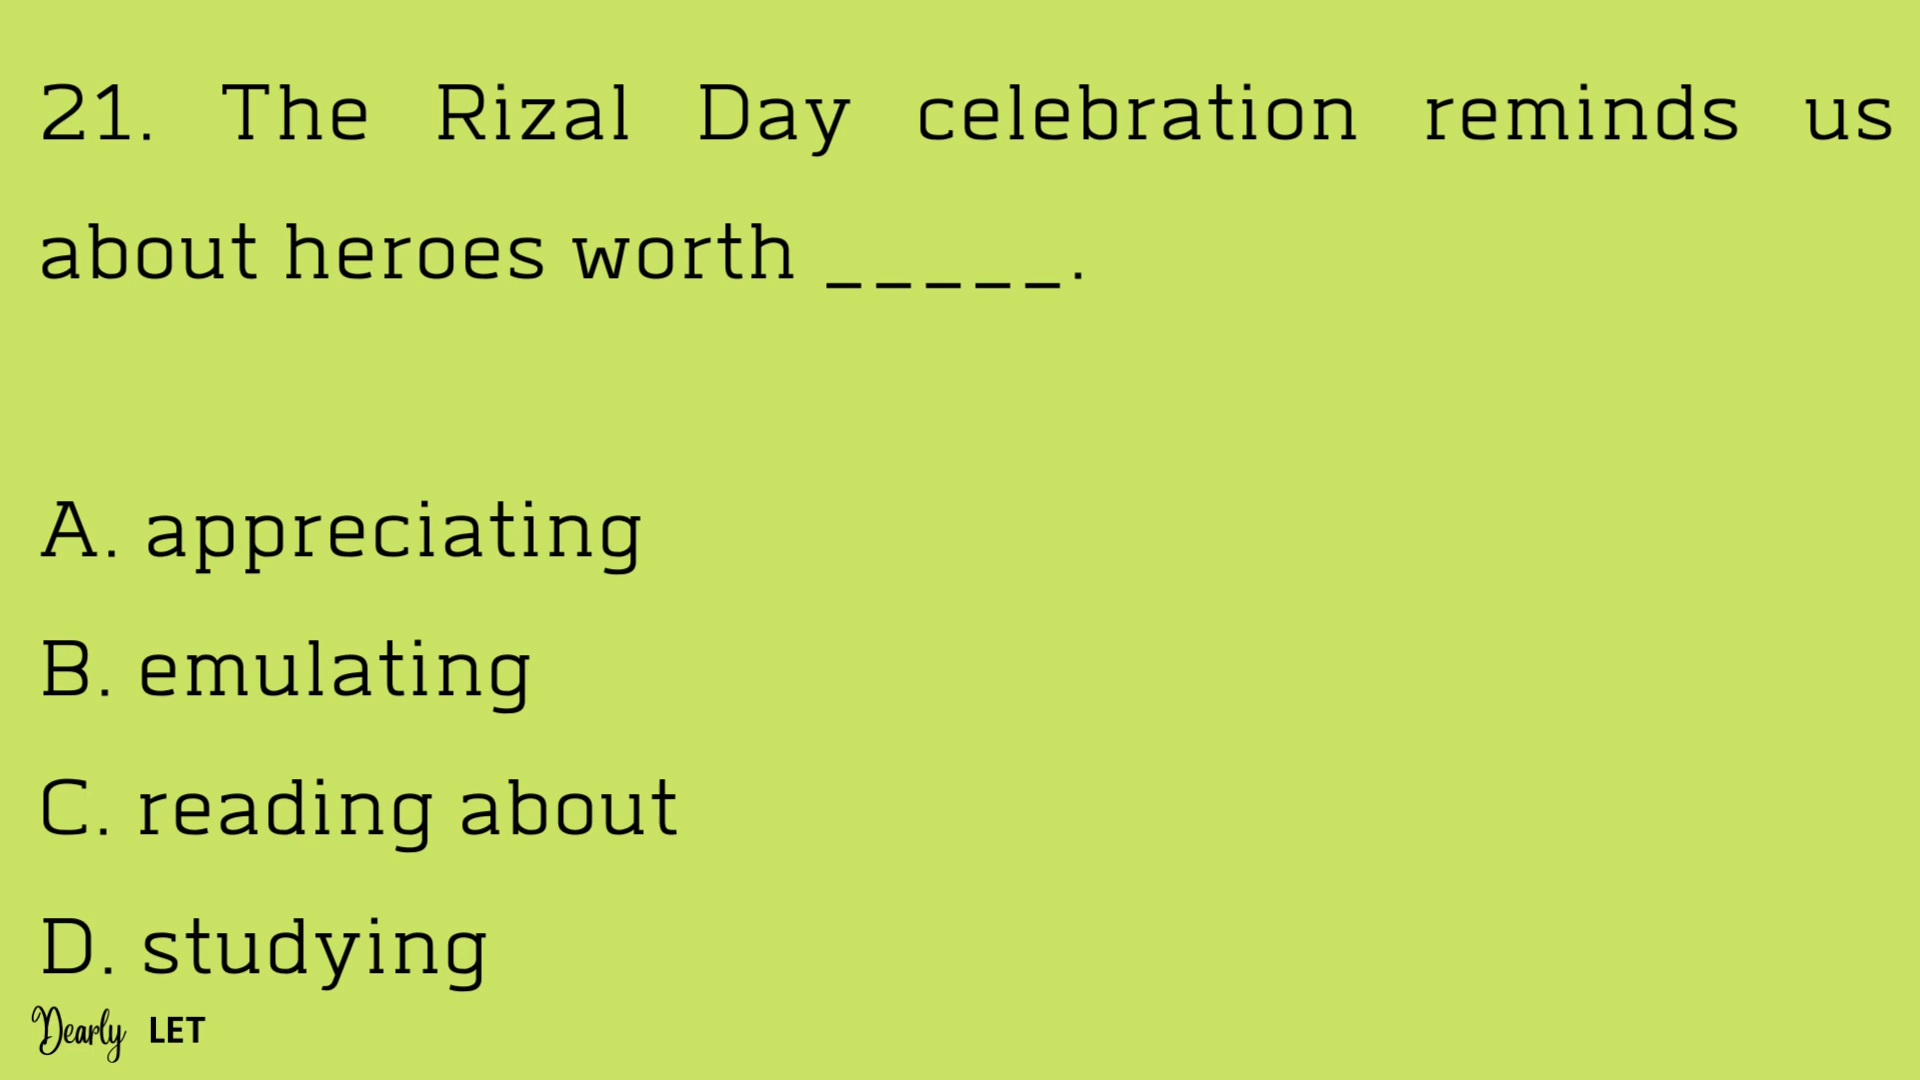 21. The Rizal Day celebration reminds us
about heroes worth _____.
A. appreciating
B. emulating
C. reading about
D. studying
Dearly LET